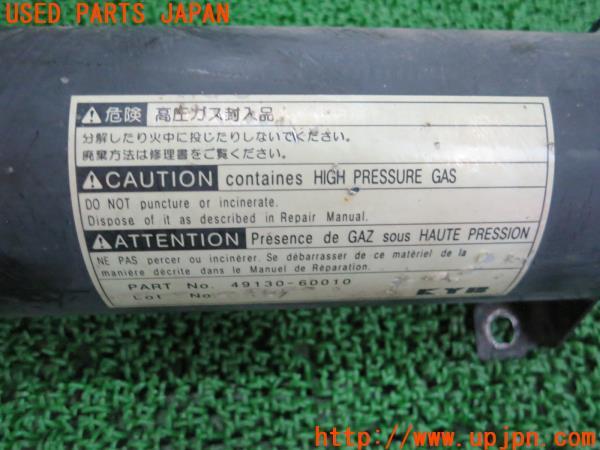 USED PARTS JAPAN
危険 高圧ガス封入品
分解したり火中に投じたりしないでください。
廃棄方法は修理書をご覧ください。
CAUTION containes HIGH PRESSURE GAS
DO NOT puncture or incinerate.
Dispose of it as described in Repair Manual.
ATTENTION Présence de GAZ sous HAUTE PRESSION
NE PAS percer ou incinérer. Se débarrasser de ce matériel de la
manière décrite dans le Manuel de Réparation.
PART No. 49130-60010
Lot No.
KYB
http://www.upjpn.com/